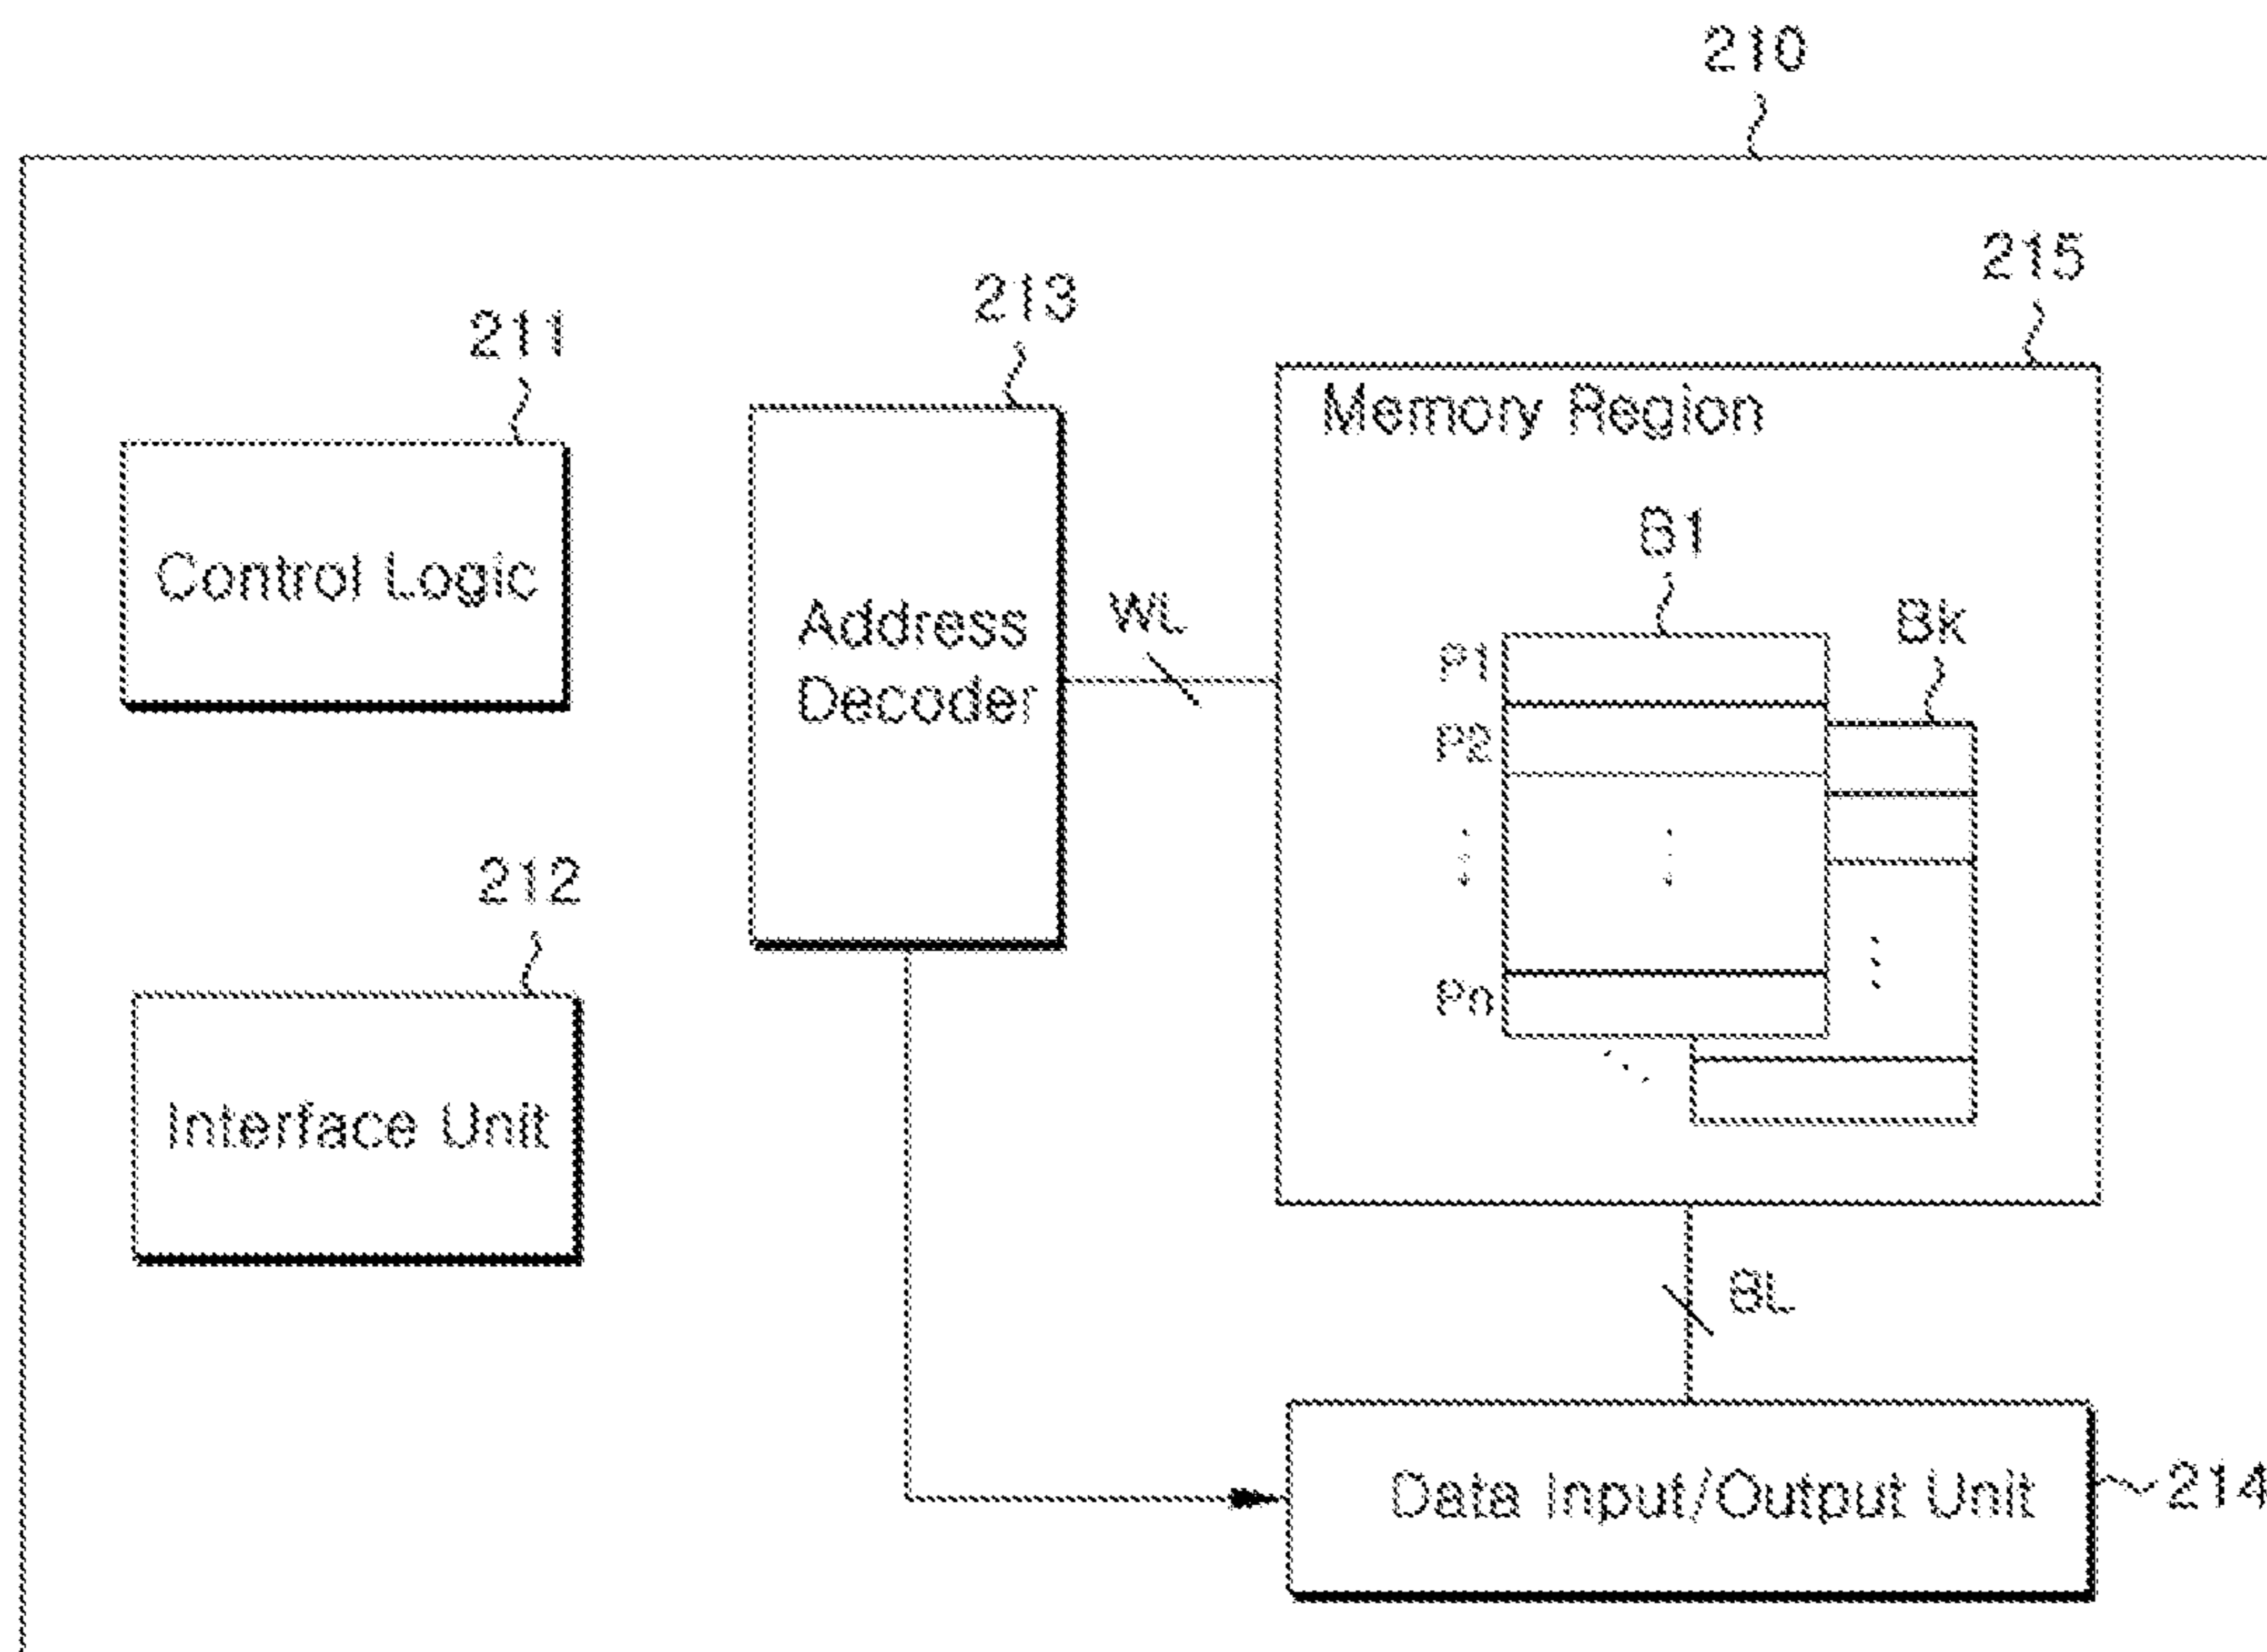 210
215
213
211
Memory Region
B1
Control Logic
Address
Decoder
WL
Bk
P1
P2
212
Pn
Interface Unit
BL
Data Input/Output Unit
214